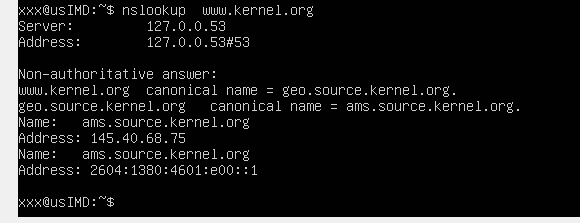 xxx@usIMD:~$ nslookup  www.kernel.org
Server:         127.0.0.53
Address:        127.0.0.53#53

Non-authoritative answer:
www.kernel.org  canonical name = geo.source.kernel.org.
geo.source.kernel.org   canonical name = ams.source.kernel.org.
Name:   ams.source.kernel.org
Address: 145.40.68.75
Name:   ams.source.kernel.org
Address: 2604:1380:4601:e00::1

xxx@usIMD:~$